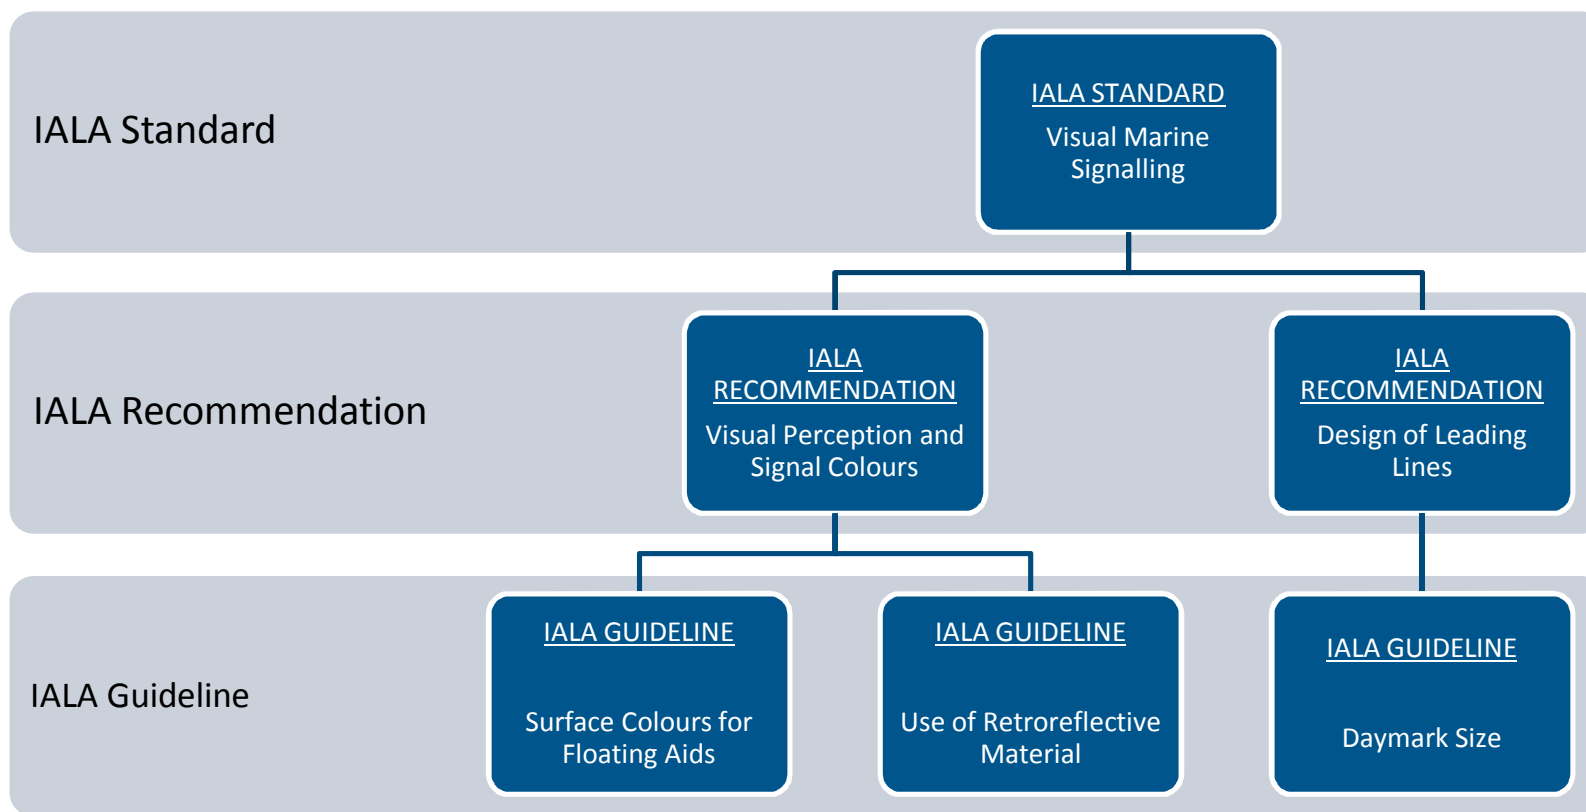 IALA Standard
IALA STANDARD
Visual Marine
Signalling
IALA Recommendation
IALA
RECOMMENDATION
Visual Perception and
Signal Colours
IALA
RECOMMENDATION
Design of Leading
Lines
IALA Guideline
IALA GUIDELINE
Surface Colours for
Floating Aids
IALA GUIDELINE
Use of Retroreflective
Material
IALA GUIDELINE
Daymark Size